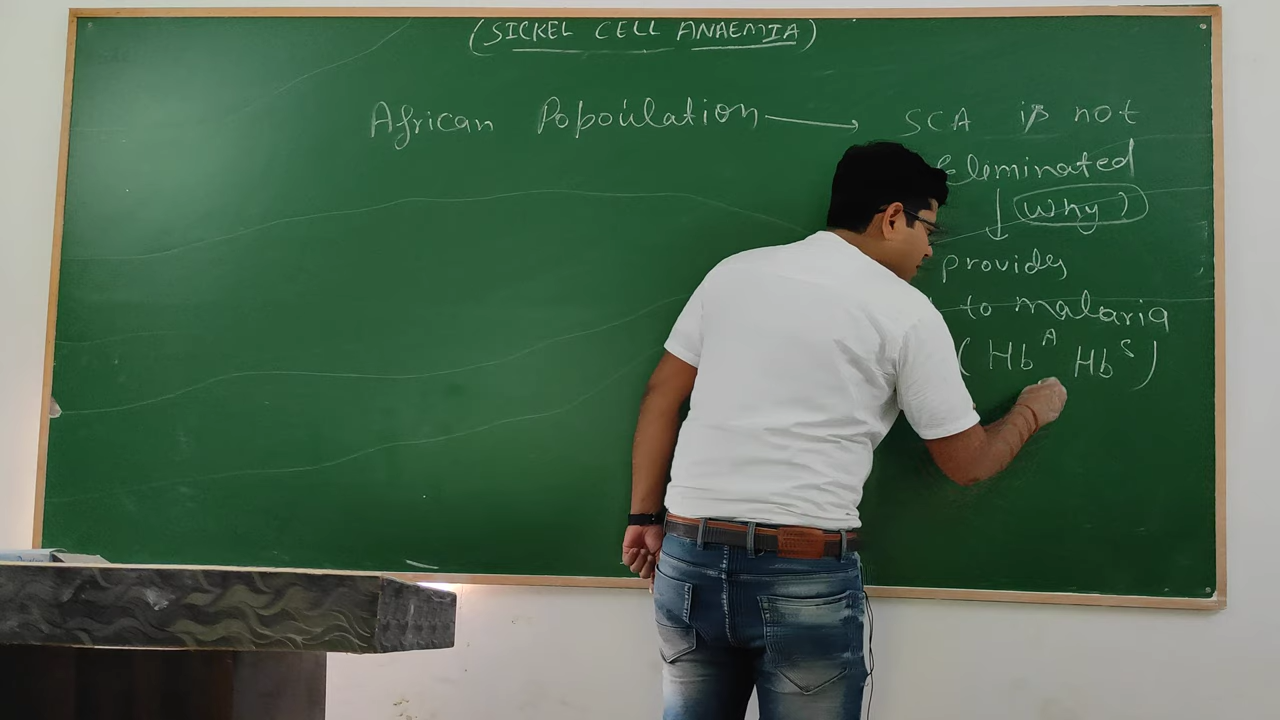 (SICKEL CELL ANAEMIA)
African Popoulation → SCA is not
eliminated
Why?
provides
to malaria
(Hb^A Hb^S)